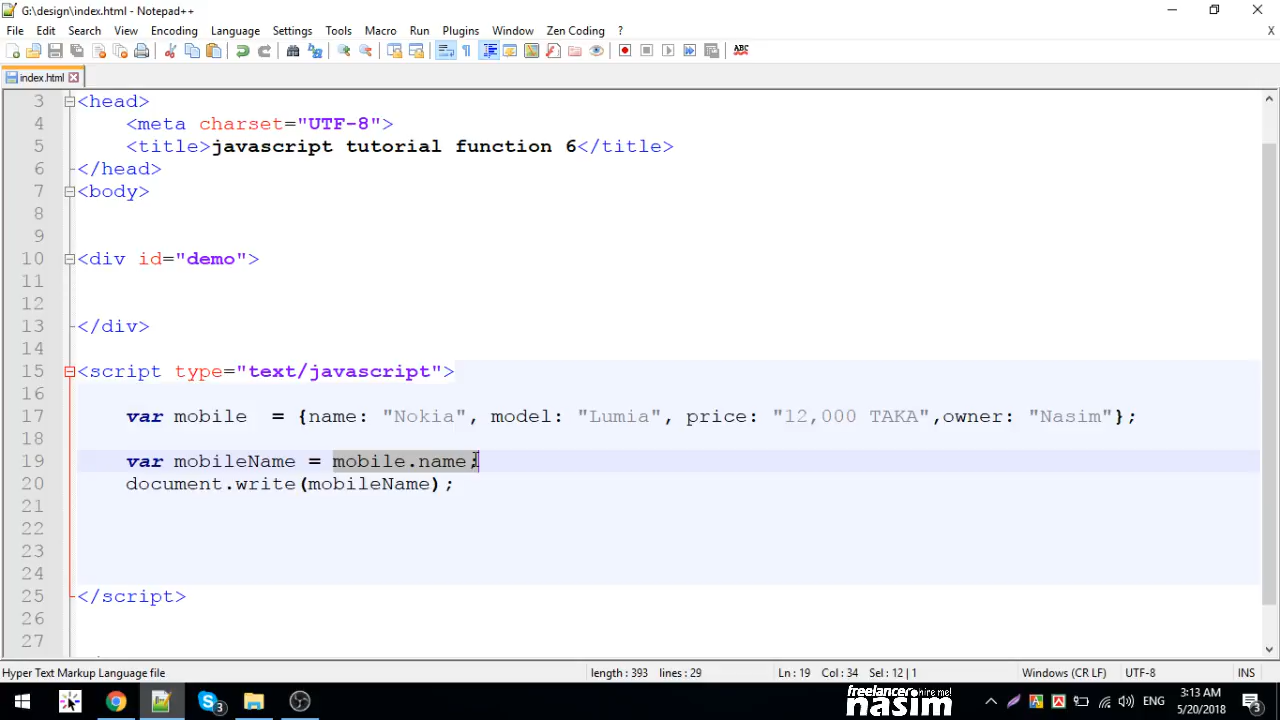 G:\design\index.html - Notepad++
File Edit Search View Encoding Language Settings Tools Macro Run Plugins Window Zen Coding ? X
ABC
index.html
3 <head>
4 <meta charset="UTF-8">
5 <title>javascript tutorial function 6</title>
6 </head>
7 <body>
8
9
10 <div id="demo">
11
12
13 </div>
14
15 <script type="text/javascript">
16
17 var mobile = {name: "Nokia", model: "Lumia", price: "12,000 TAKA",owner: "Nasim"};
18
19 var mobileName = mobile.name;
20 document.write(mobileName);
21
22
23
24
25 </script>
26
27
Hyper Text Markup Language file length : 393 lines : 29 Ln : 19 Col : 34 Sel : 12 | 1 Windows (CR LF) UTF-8 INS
3 freelancer hire me! nasim ENG 3:13 AM 5/20/2018 3